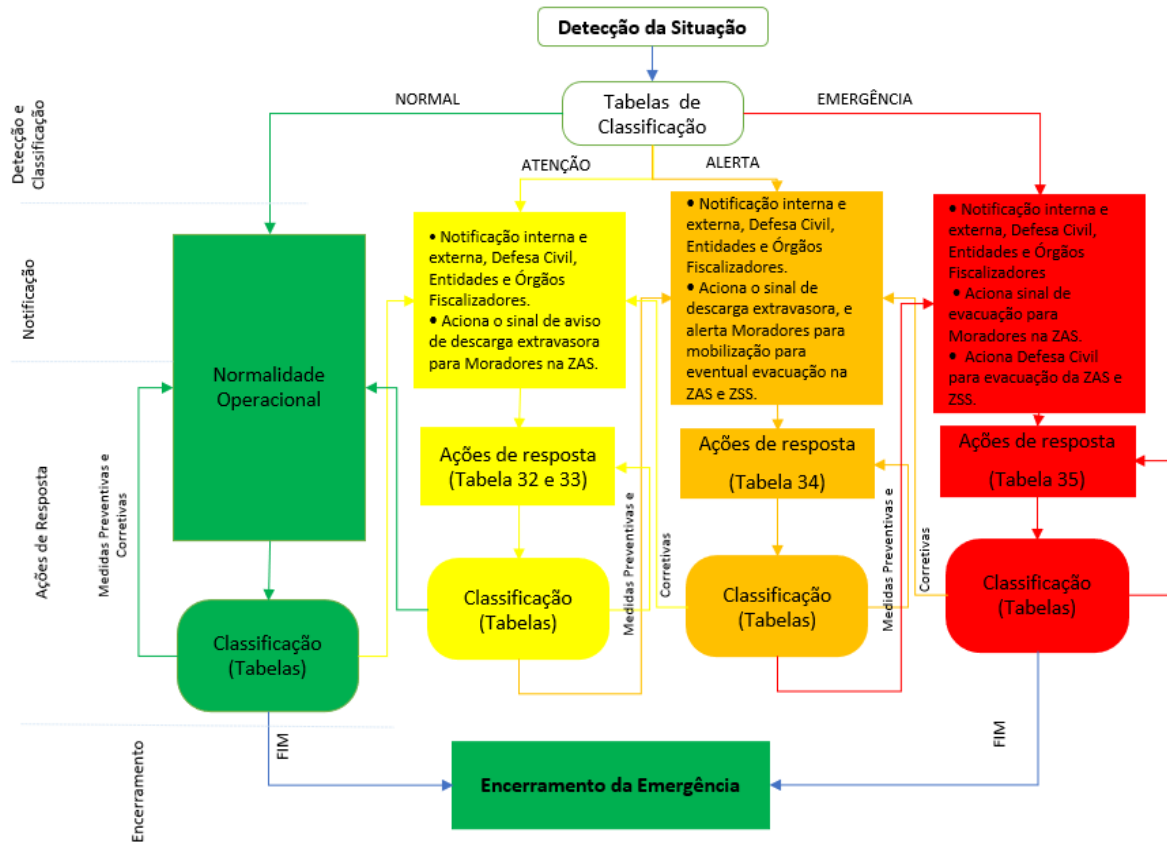 Detecção da Situação
Tabelas de
Classificação
NORMAL
EMERGÊNCIA
ATENÇÃO
ALERTA
Detecção e
Classificação
Notificação
Ações de Resposta
Encerramento
Normalidade
Operacional
Medidas Preventivas e
Corretivas
Classificação
(Tabelas)
FIM
• Notificação interna e
externa, Defesa Civil,
Entidades e Órgãos
Fiscalizadores.
• Aciona o sinal de aviso
de descarga extravasora
para Moradores na ZAS.
Ações de resposta
(Tabela 32 e 33)
Classificação
(Tabelas)
Medidas Preventivas e
Corretivas
• Notificação interna e
externa, Defesa Civil,
Entidades e Órgãos
Fiscalizadores.
• Aciona o sinal de
descarga extravasora, e
alerta Moradores para
mobilização para
eventual evacuação na
ZAS e ZSS.
Ações de resposta
(Tabela 34)
Classificação
(Tabelas)
Medidas Preventivas e
Corretivas
• Notificação interna e
externa, Defesa Civil,
Entidades e Órgãos
Fiscalizadores
• Aciona sinal de
evacuação para
Moradores na ZAS.
• Aciona Defesa Civil
para evacuação da ZAS e
ZSS.
Ações de resposta
(Tabela 35)
Classificação
(Tabelas)
FIM
Encerramento da Emergência